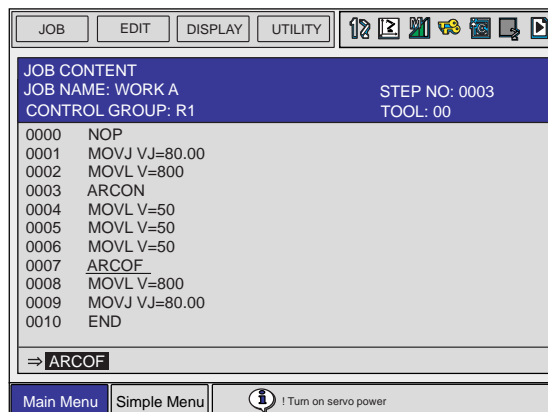 JOB EDIT DISPLAY UTILITY
JOB CONTENT
JOB NAME: WORK A STEP NO: 0003
CONTROL GROUP: R1 TOOL: 00
0000 NOP
0001 MOVJ VJ=80.00
0002 MOVL V=800
0003 ARCON
0004 MOVL V=50
0005 MOVL V=50
0006 MOVL V=50
0007 ARCOF
0008 MOVL V=800
0009 MOVJ VJ=80.00
0010 END
⇒ ARCOF
Main Menu Simple Menu ! Turn on servo power